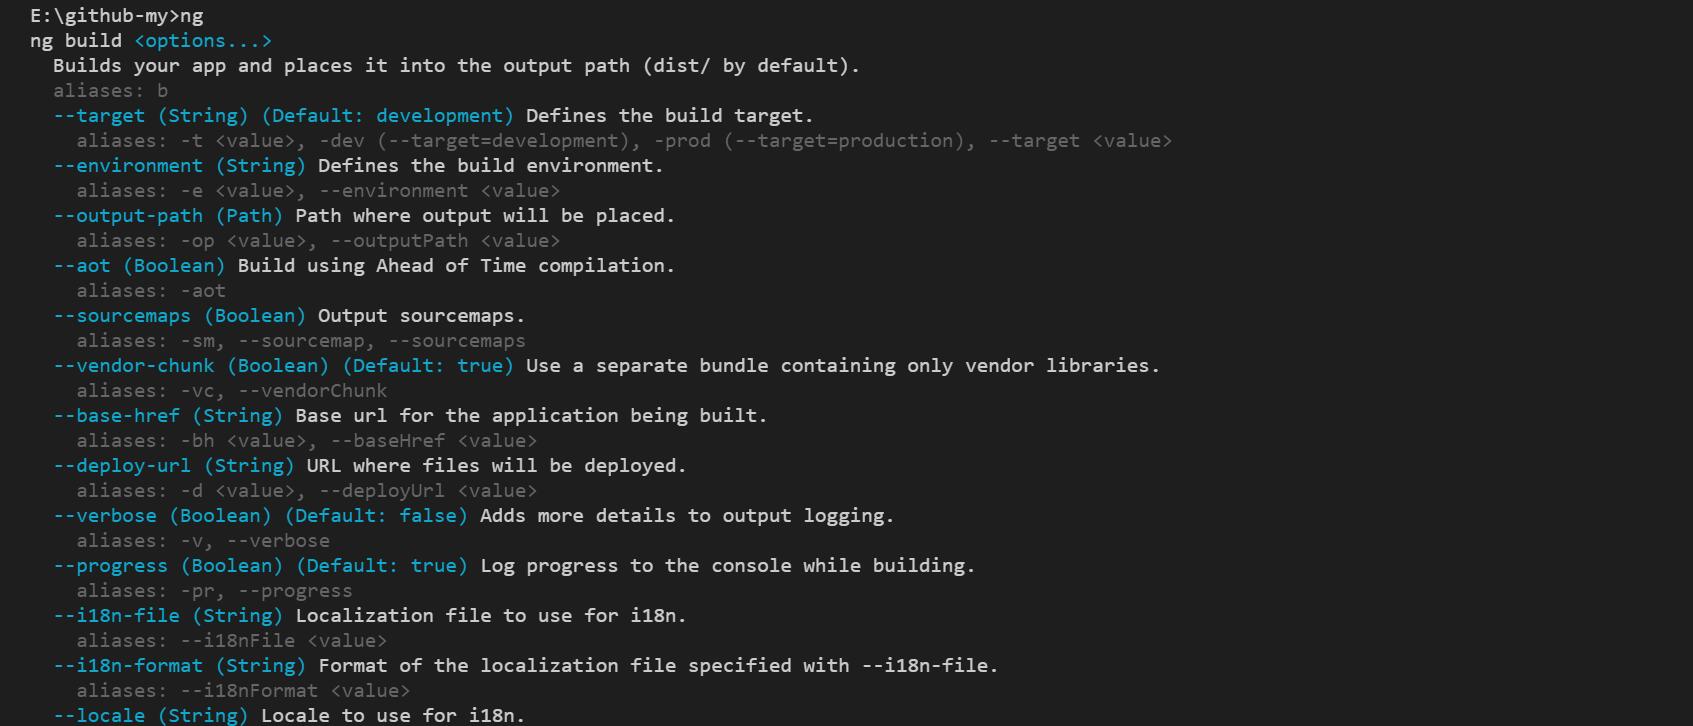 E:\github-my>ng
ng build <options...>
Builds your app and places it into the output path (dist/ by default).
aliases: b
--target (String) (Default: development) Defines the build target.
aliases: -t <value>, -dev (--target=development), -prod (--target=production), --target <value>
--environment (String) Defines the build environment.
aliases: -e <value>, --environment <value>
--output-path (Path) Path where output will be placed.
aliases: -op <value>, --outputPath <value>
--aot (Boolean) Build using Ahead of Time compilation.
aliases: -aot
--sourcemaps (Boolean) Output sourcemaps.
aliases: -sm, --sourcemap, --sourcemaps
--vendor-chunk (Boolean) (Default: true) Use a separate bundle containing only vendor libraries.
aliases: -vc, --vendorChunk
--base-href (String) Base url for the application being built.
aliases: -bh <value>, --baseHref <value>
--deploy-url (String) URL where files will be deployed.
aliases: -d <value>, --deployUrl <value>
--verbose (Boolean) (Default: false) Adds more details to output logging.
aliases: -v, --verbose
--progress (Boolean) (Default: true) Log progress to the console while building.
aliases: -pr, --progress
--i18n-file (String) Localization file to use for i18n.
aliases: --i18nFile <value>
--i18n-format (String) Format of the localization file specified with --i18n-file.
aliases: --i18nFormat <value>
--locale (String) Locale to use for i18n.